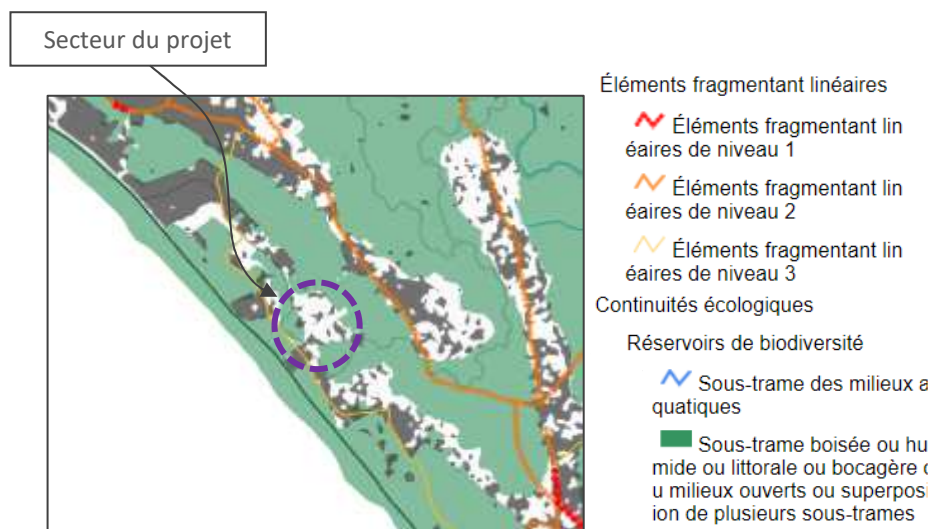 Secteur du projet
Éléments fragmentant linéaires
Éléments fragmentant lin
éaires de niveau 1
Éléments fragmentant lin
éaires de niveau 2
Éléments fragmentant lin
éaires de niveau 3
Continuités écologiques
Réservoirs de biodiversité
Sous-trame des milieux a
quatiques
Sous-trame boisée ou hu
mide ou littorale ou bocagère o
u milieux ouverts ou superposi
ion de plusieurs sous-trames